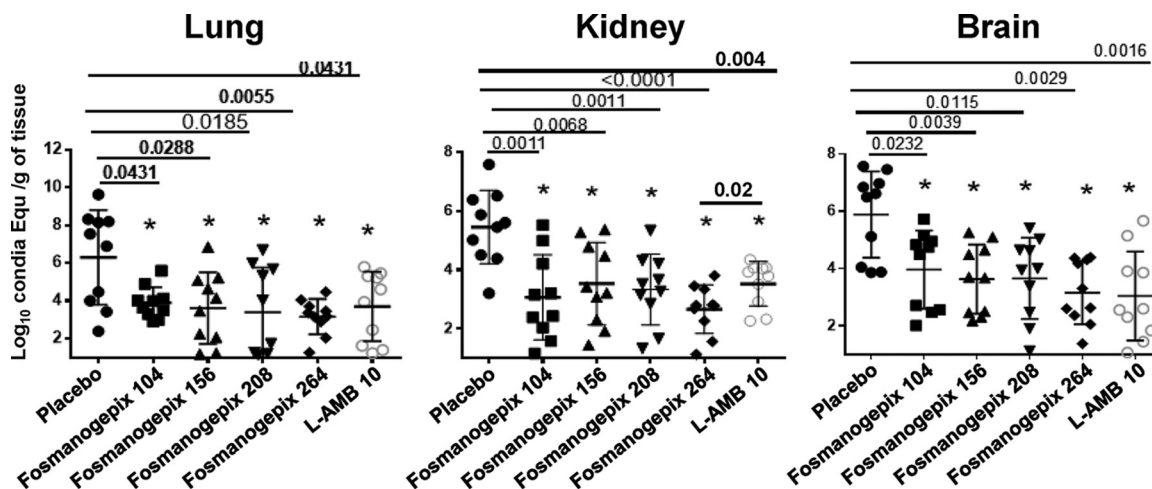 Lung Kidney Brain
0.0431
0.0055
0.0185
0.0288
0.0431
Log10 condia Equ /g of tissue
12
10
8
6
4
2
*
*
*
*
*
Placebo
Fosmanogepix 104
Fosmanogepix 156
Fosmanogepix 208
Fosmanogepix 264
L-AMB 10
0.004
<0.0001
0.0011
0.0068
0.0011
0.02
8
6
4
2
*
*
*
*
*
Placebo
Fosmanogepix 104
Fosmanogepix 156
Fosmanogepix 208
Fosmanogepix 264
L-AMB 10
0.0016
0.0029
0.0115
0.0039
0.0232
8
6
4
2
*
*
*
*
*
Placebo
Fosmanogepix 104
Fosmanogepix 156
Fosmanogepix 208
Fosmanogepix 264
L-AMB 10